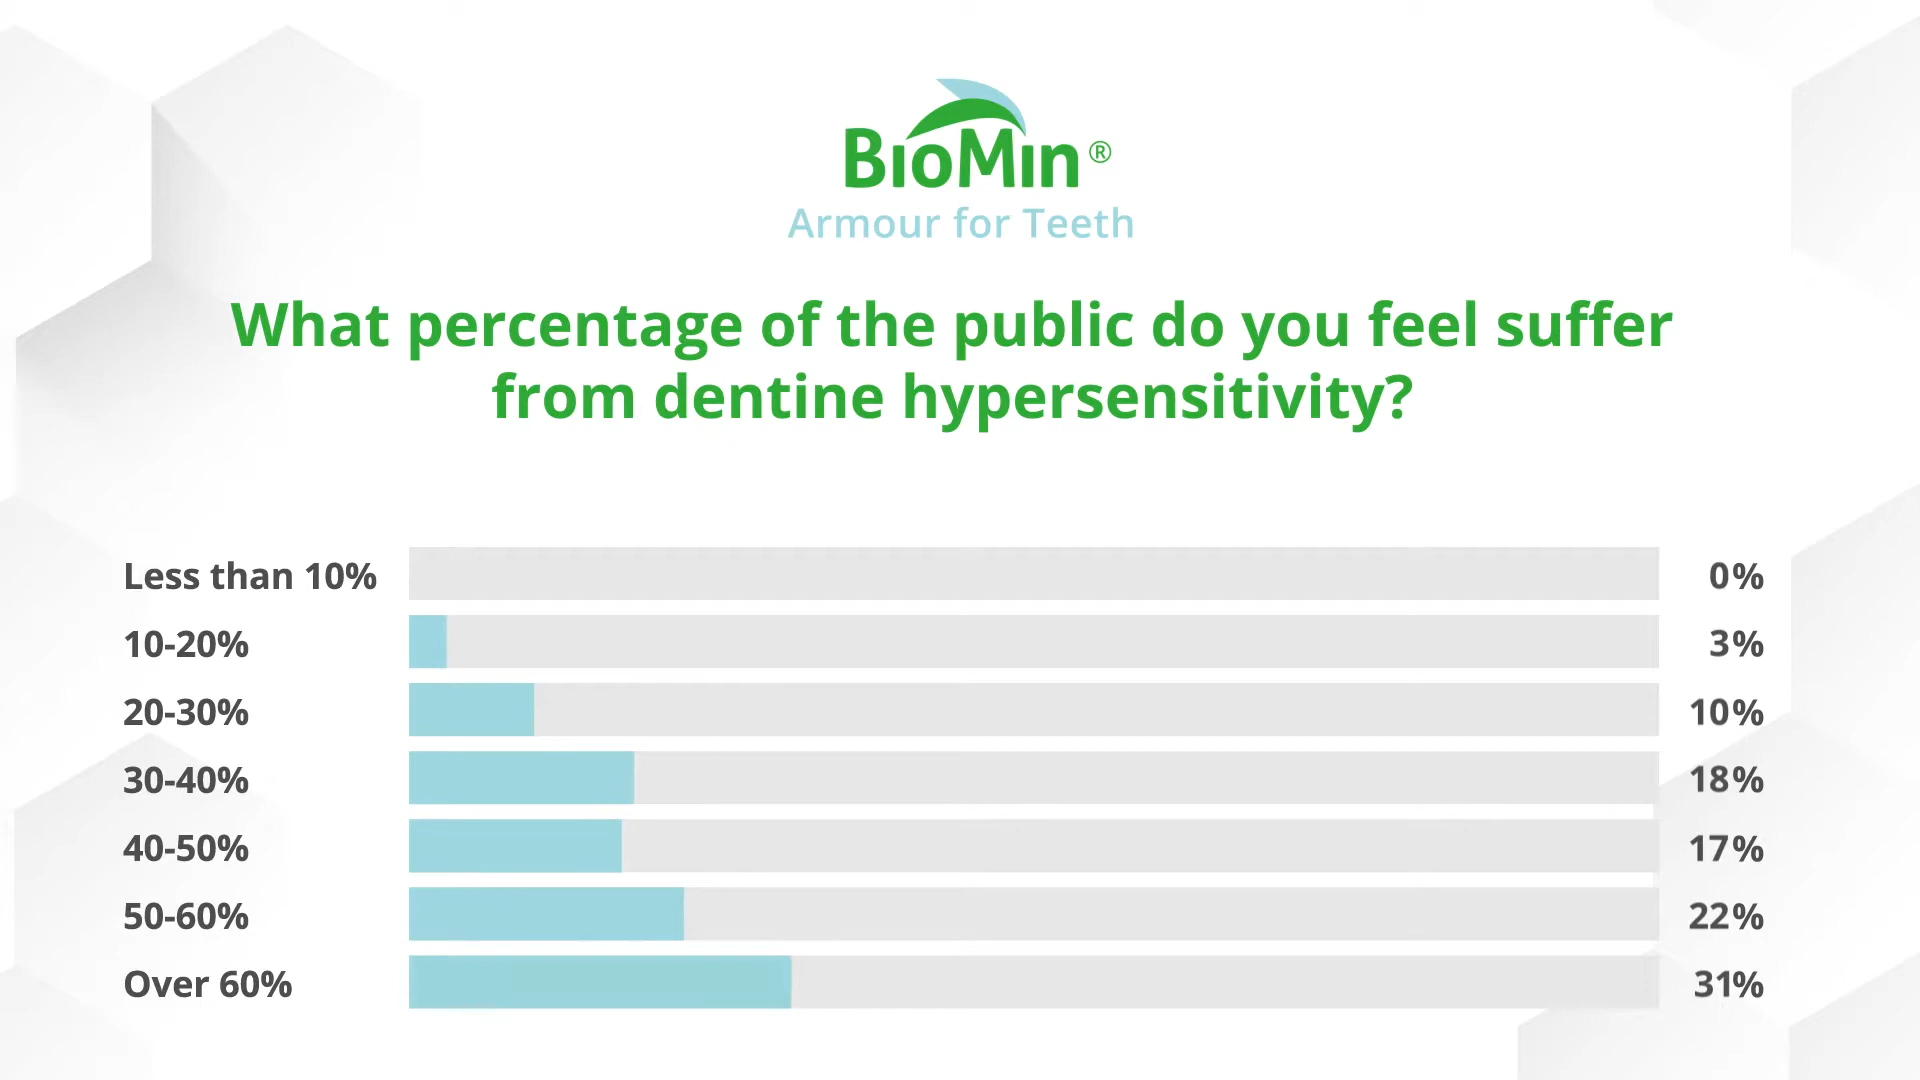 BioMin®
Armour for Teeth
What percentage of the public do you feel suffer
from dentine hypersensitivity?
Less than 10% 0%
10-20% 3%
20-30% 10%
30-40% 18%
40-50% 17%
50-60% 22%
Over 60% 31%